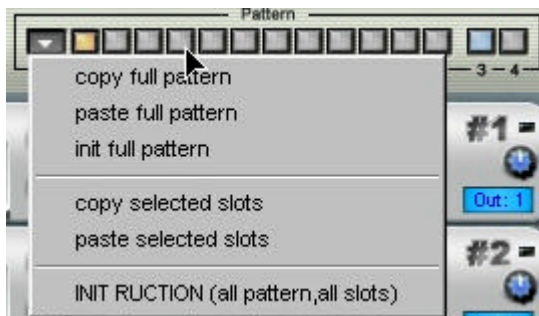 Pattern
3 - 4
copy full pattern
paste full pattern
init full pattern
#1
copy selected slots
Out: 1
paste selected slots
#2
INIT RUCTION (all pattern,all slots)